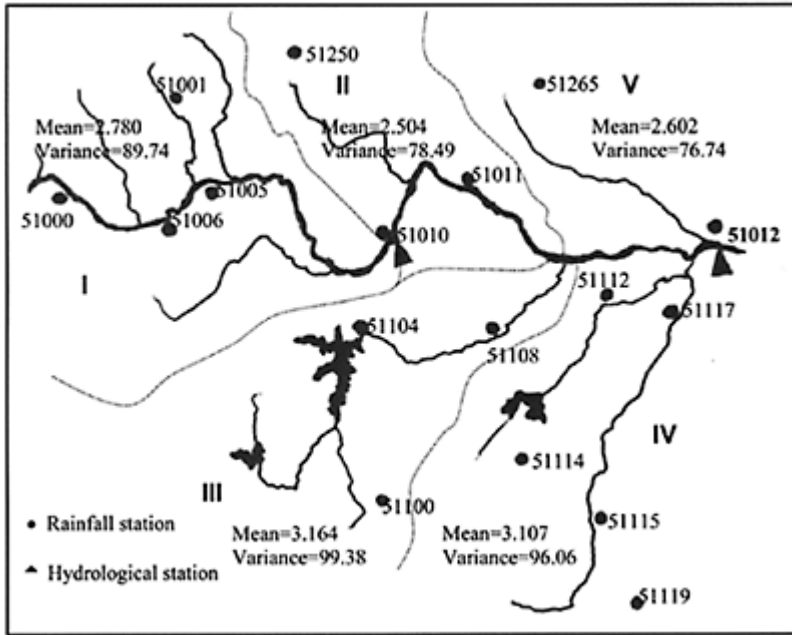 51250
51001
II
51265
V
Mean=2.780
Variance=89.74
Mean=2.504
Variance=78.49
Mean=2.602
Variance=76.74
51000
51006
51005
51010
51011
51012
I
51112
51117
51104
51108
IV
51114
III
51100
51115
Mean=3.164
Variance=99.38
Mean=3.107
Variance=96.06
51119
Rainfall station
Hydrological station